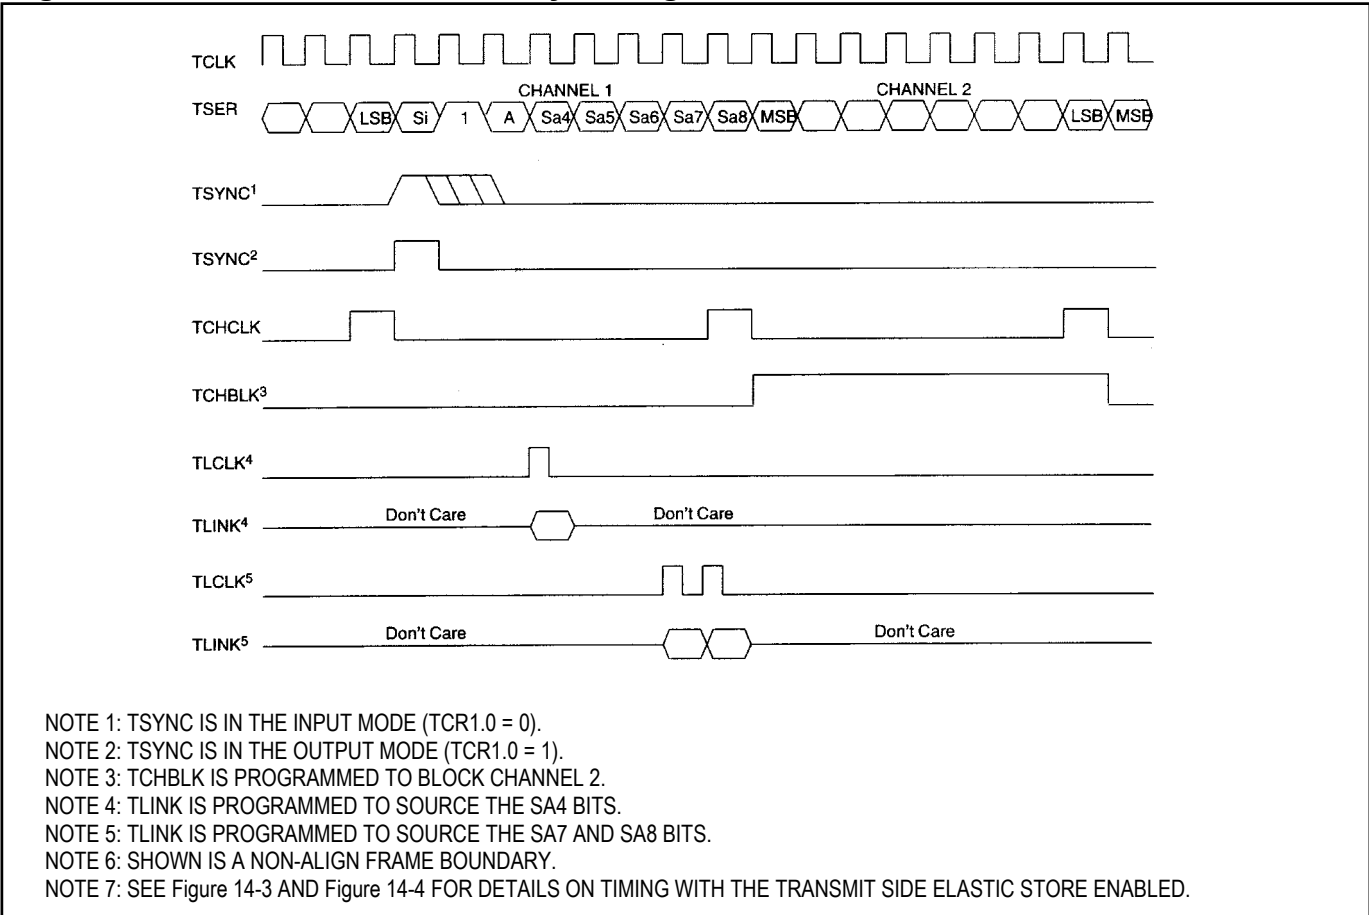 TCLK
CHANNEL 1 CHANNEL 2
TSER LSB Si 1 A Sa4 Sa5 Sa6 Sa7 Sa8 MSB LSB MSB
TSYNC1
TSYNC2
TCHCLK
TCHBLK3
TLCLK4
TLINK4 Don't Care Don't Care
TLCLK5
TLINK5 Don't Care Don't Care
NOTE 1: TSYNC IS IN THE INPUT MODE (TCR1.0 = 0).
NOTE 2: TSYNC IS IN THE OUTPUT MODE (TCR1.0 = 1).
NOTE 3: TCHBLK IS PROGRAMMED TO BLOCK CHANNEL 2.
NOTE 4: TLINK IS PROGRAMMED TO SOURCE THE SA4 BITS.
NOTE 5: TLINK IS PROGRAMMED TO SOURCE THE SA7 AND SA8 BITS.
NOTE 6: SHOWN IS A NON-ALIGN FRAME BOUNDARY.
NOTE 7: SEE Figure 14-3 AND Figure 14-4 FOR DETAILS ON TIMING WITH THE TRANSMIT SIDE ELASTIC STORE ENABLED.